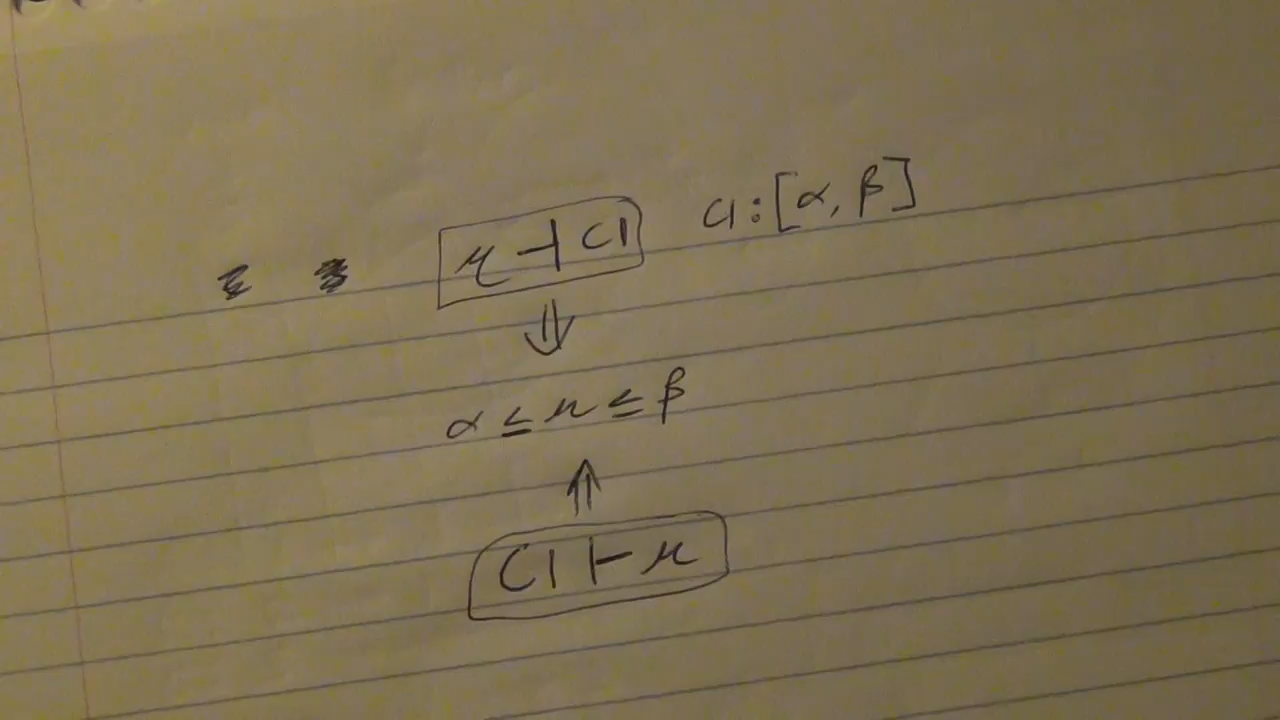 μ ⊣ CI CI : [α, β]
⇓
α ≤ μ ≤ β
⇑
CI ⊢ μ